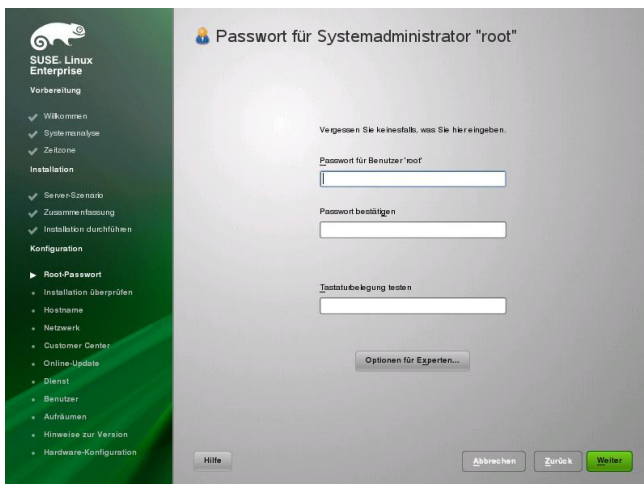 SUSE. Linux
Enterprise
Vorbereitung
Willkommen
Systemanalyse
Zeitzone
Installation
Server-Szenario
Zusammenfassung
Installation durchführen
Konfiguration
Root-Passwort
Installation überprüfen
Hostname
Netzwerk
Customer Center
Online-Update
Dienst
Benutzer
Aufräumen
Hinweise zur Version
Hardware-Konfiguration
Passwort für Systemadministrator "root"
Vergessen Sie keinesfalls, was Sie hier eingeben.
Passwort für Benutzer 'root'
Passwort bestätigen
Tastaturbelegung testen
Optionen für Experten...
Hilfe
Abbrechen
Zurück
Weiter